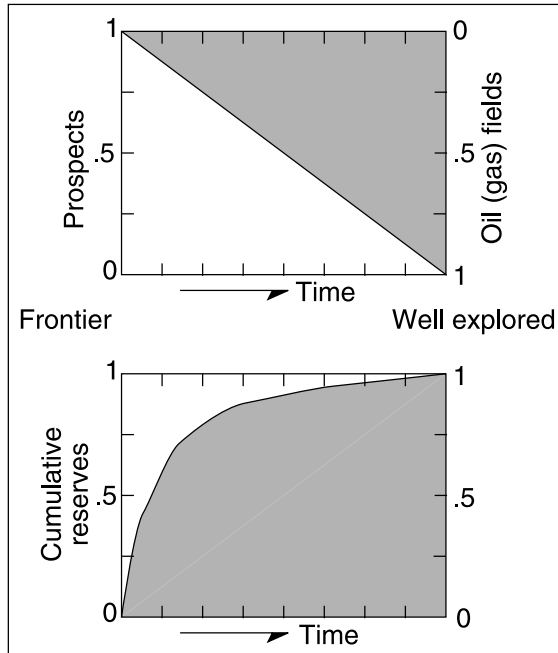 1
.5
0
Prospects
0
.5
1
Oil (gas) fields
Time
Frontier
Well explored
1
.5
0
Cumulative
reserves
1
.5
0
Time